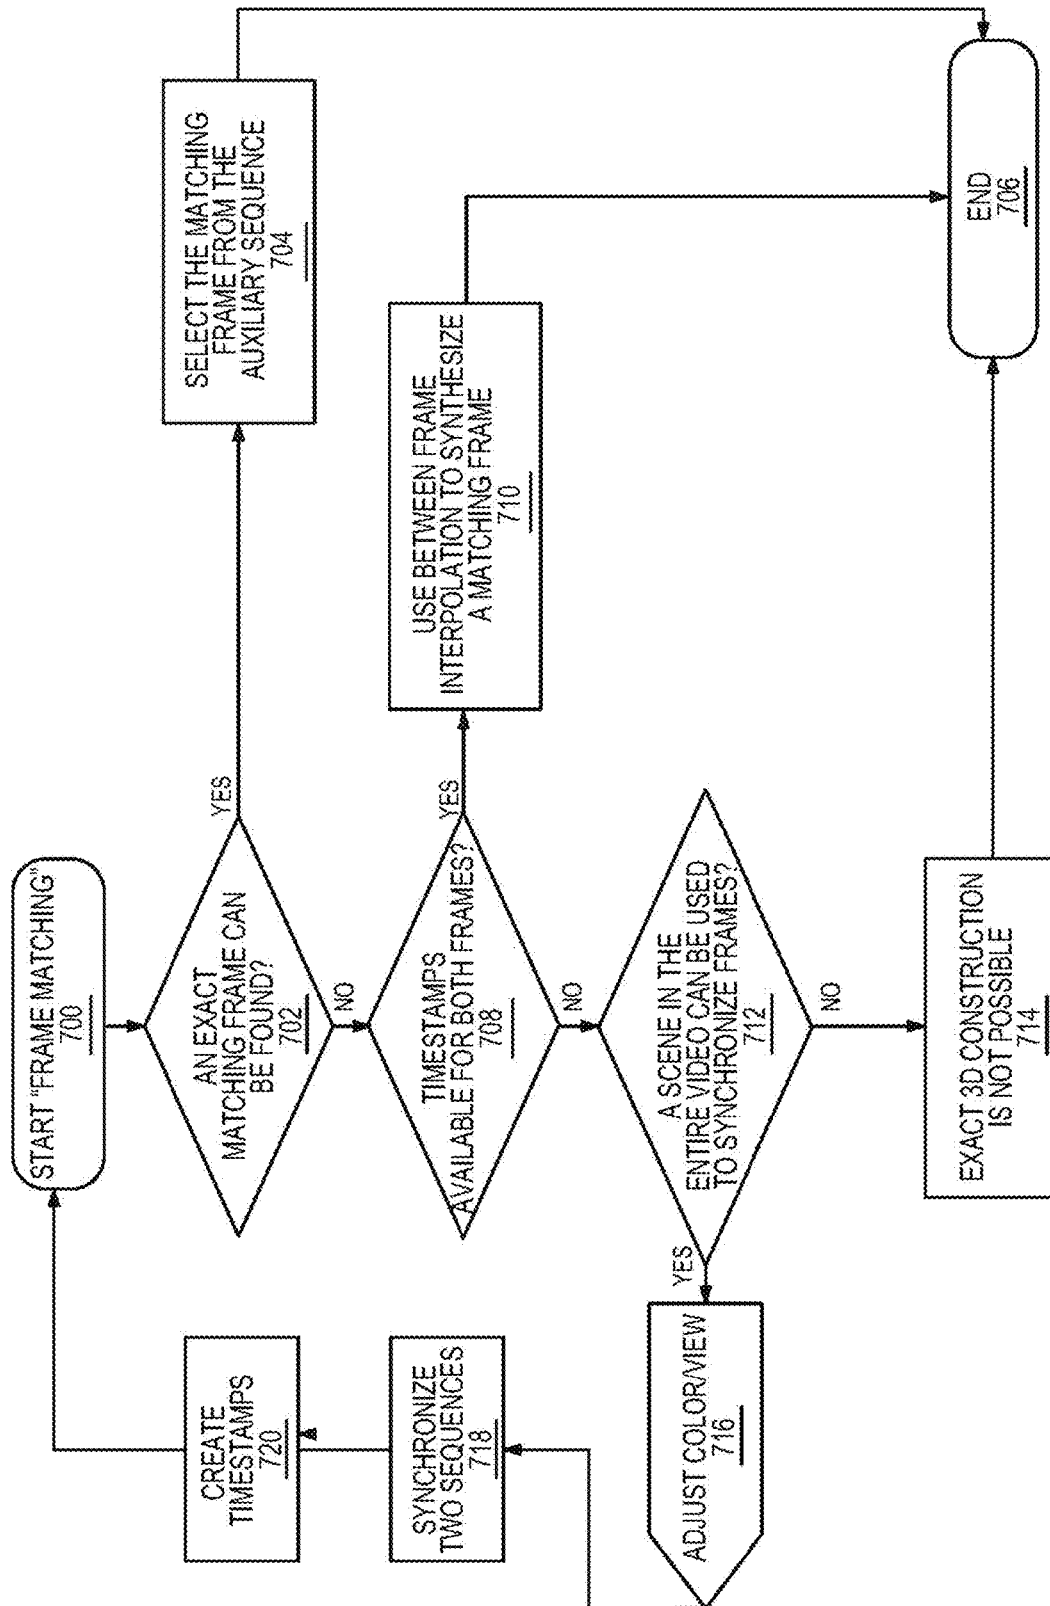 START "FRAME MATCHING"
700
AN EXACT
MATCHING FRAME CAN
BE FOUND?
702
YES
SELECT THE MATCHING
FRAME FROM THE
AUXILIARY SEQUENCE
704
NO
TIMESTAMPS
AVAILABLE FOR BOTH FRAMES?
708
YES
USE BETWEEN FRAME
INTERPOLATION TO SYNTHESIZE
A MATCHING FRAME
710
NO
A SCENE IN THE
ENTIRE VIDEO CAN BE USED
TO SYNCHRONIZE FRAMES?
712
NO
EXACT 3D CONSTRUCTION
IS NOT POSSIBLE
714
END
706
YES
ADJUST COLOR/VIEW
716
SYNCHRONIZE
TWO SEQUENCES
718
CREATE
TIMESTAMPS
720